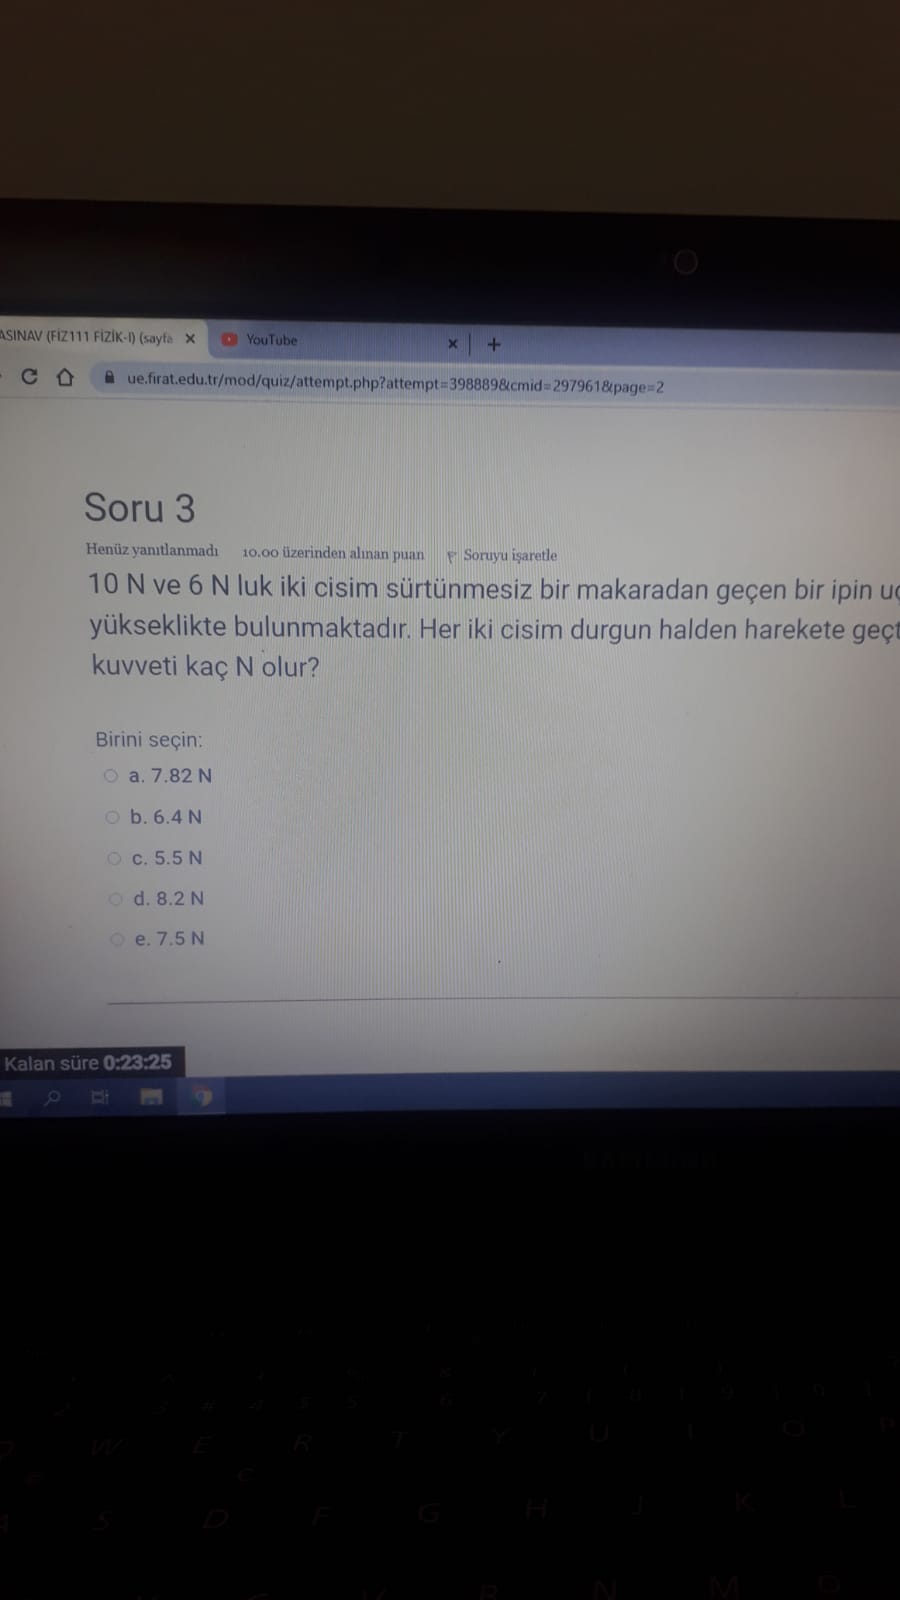 ASINAV (FİZ111 FİZİK-I) (sayfa
YouTube
ue.firat.edu.tr/mod/quiz/attempt.php?attempt=398889&cmid=297961&page=2
Soru 3
Henüz yanıtlanmadı 10.00 üzerinden alınan puan Soruyu işaretle
10 N ve 6 N luk iki cisim sürtünmesiz bir makaradan geçen bir ipin uç
yükseklikte bulunmaktadır. Her iki cisim durgun halden harekete geçt
kuvveti kaç N olur?
Birini seçin:
a. 7.82 N
b. 6.4 N
c. 5.5 N
d. 8.2 N
e. 7.5 N
Kalan süre 0:23:25
W E R T Y U I O P
A S D F G H J K L
N M Ö